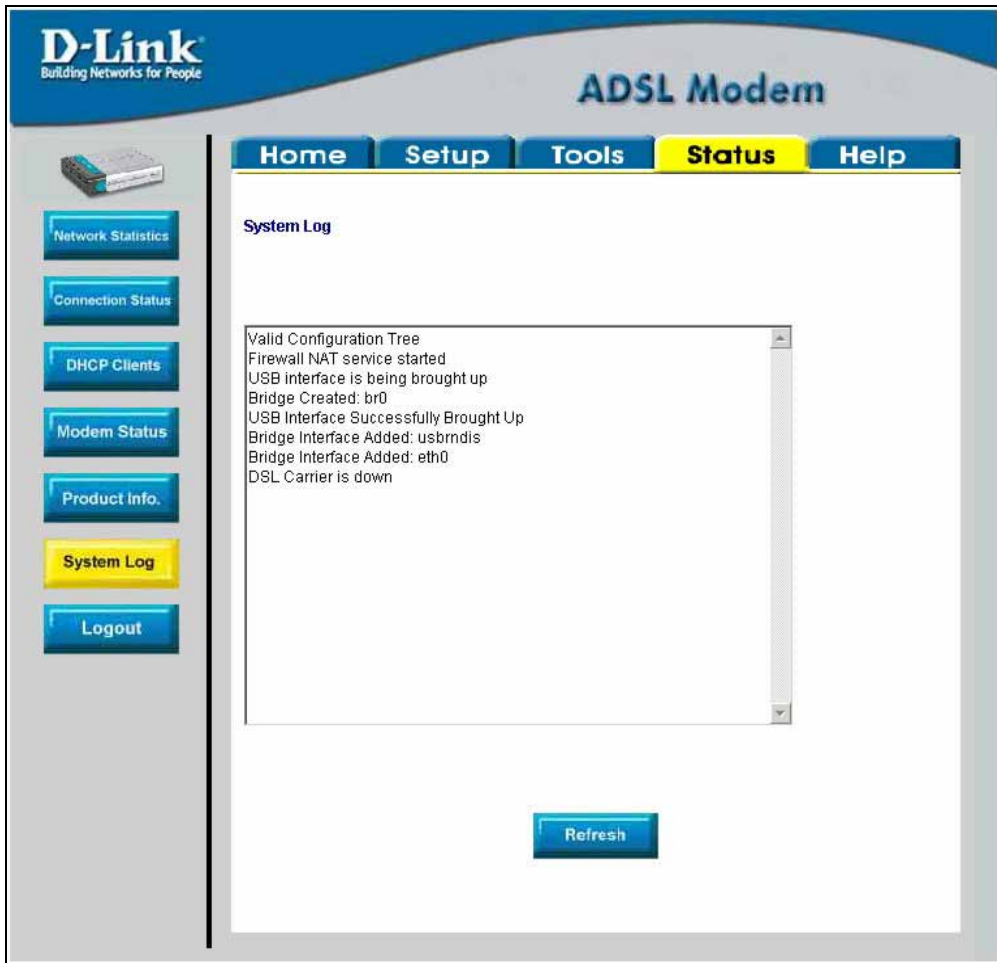 D-Link
Building Networks for People
ADSL Modem
Home Setup Tools Status Help
Network Statistics
Connection Status
DHCP Clients
Modem Status
Product Info.
System Log
Logout
System Log
Valid Configuration Tree
Firewall NAT service started
USB interface is being brought up
Bridge Created: br0
USB Interface Successfully Brought Up
Bridge Interface Added: usbrndis
Bridge Interface Added: eth0
DSL Carrier is down
Refresh